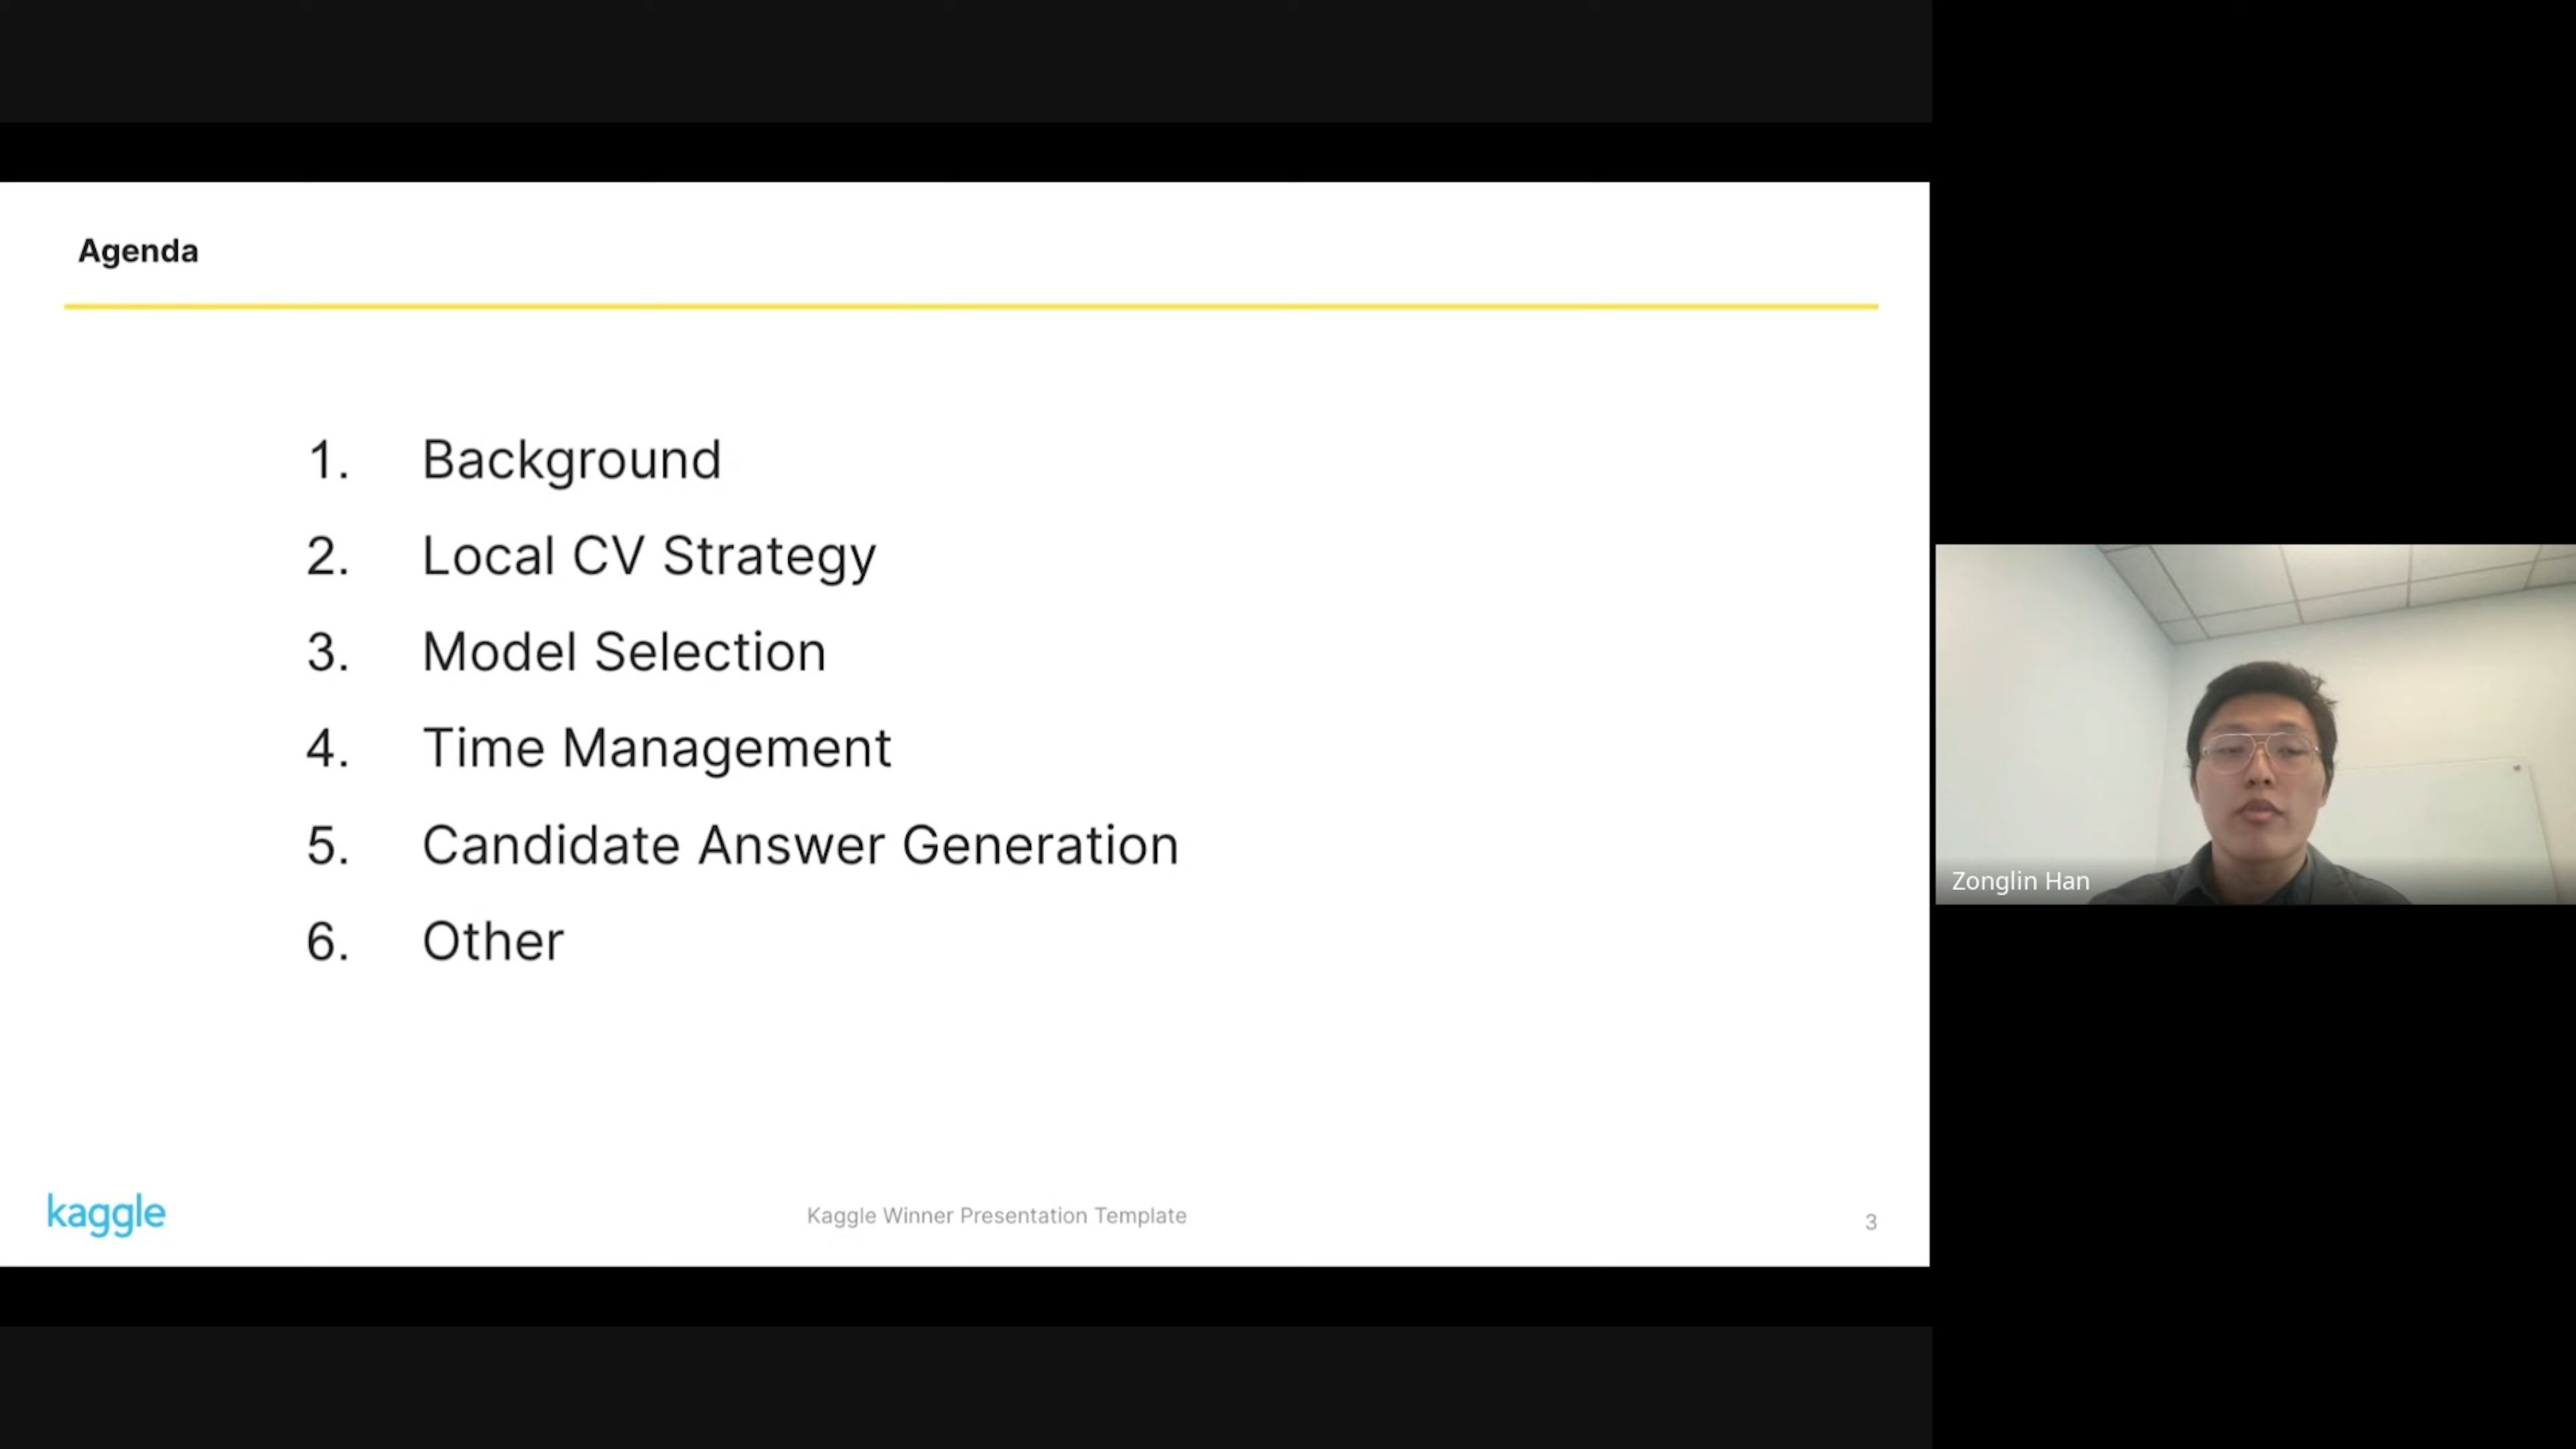 Agenda
1. Background
2. Local CV Strategy
3. Model Selection
4. Time Management
5. Candidate Answer Generation
6. Other
kaggle
Kaggle Winner Presentation Template
3
Zonglin Han